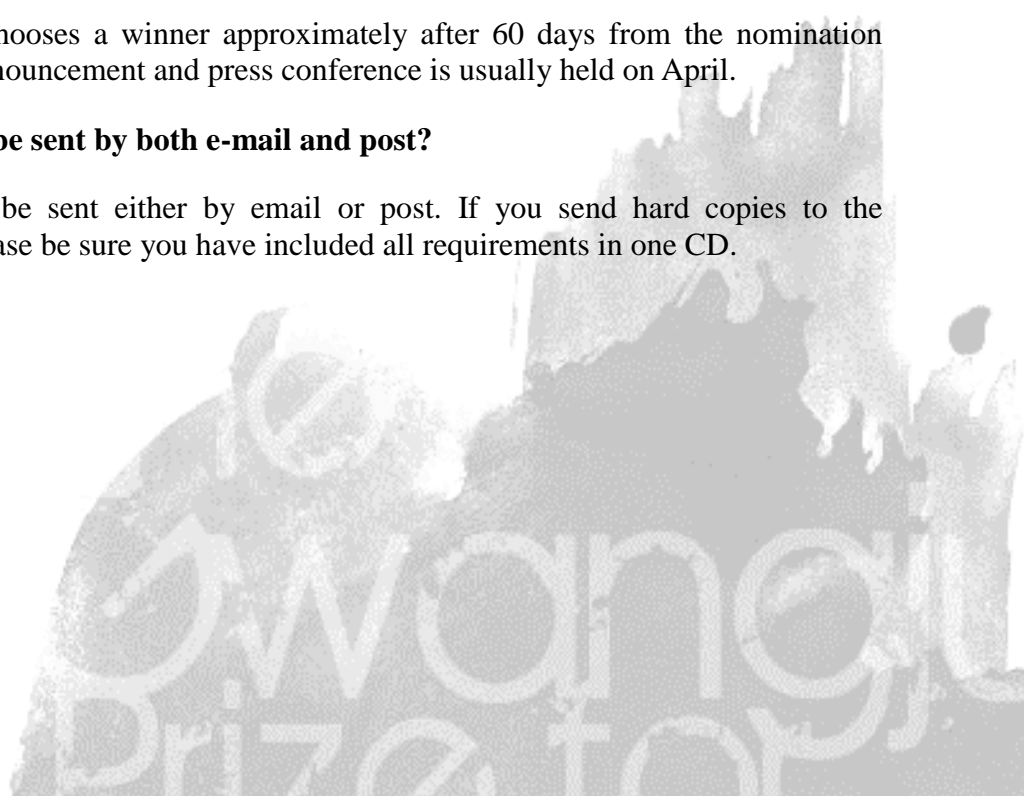 hooses a winner approximately after 60 days from the nomination
nouncement and press conference is usually held on April.
be sent by both e-mail and post?
be sent either by email or post. If you send hard copies to the
ase be sure you have included all requirements in one CD.
Gwangju
Prize for